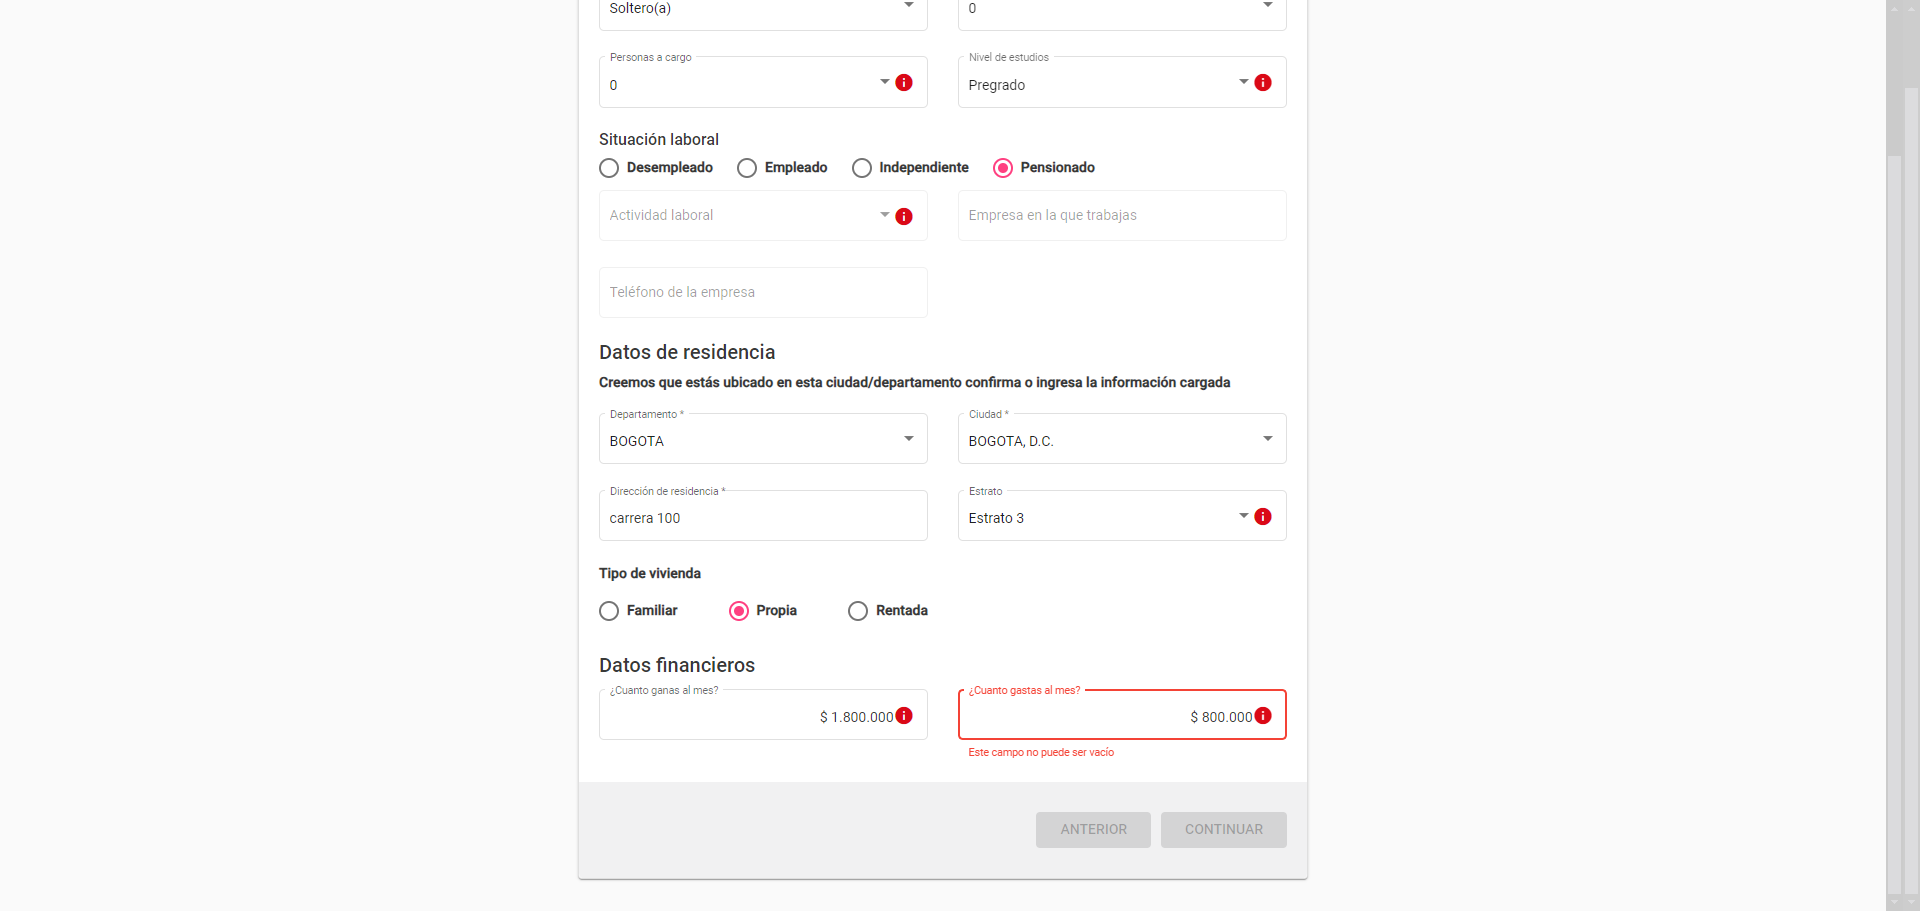 Soltero(a)
0
Personas a cargo
0
Nivel de estudios
Pregrado
Situación laboral
Desempleado
Empleado
Independiente
Pensionado
Actividad laboral
Empresa en la que trabajas
Teléfono de la empresa
Datos de residencia
Creemos que estás ubicado en esta ciudad/departamento confirma o ingresa la información cargada
Departamento *
BOGOTA
Ciudad *
BOGOTA, D.C.
Dirección de residencia *
carrera 100
Estrato
Estrato 3
Tipo de vivienda
Familiar
Propia
Rentada
Datos financieros
¿Cuanto ganas al mes?
$ 1.800.000
¿Cuanto gastas al mes?
$ 800.000
Este campo no puede ser vacío
ANTERIOR
CONTINUAR